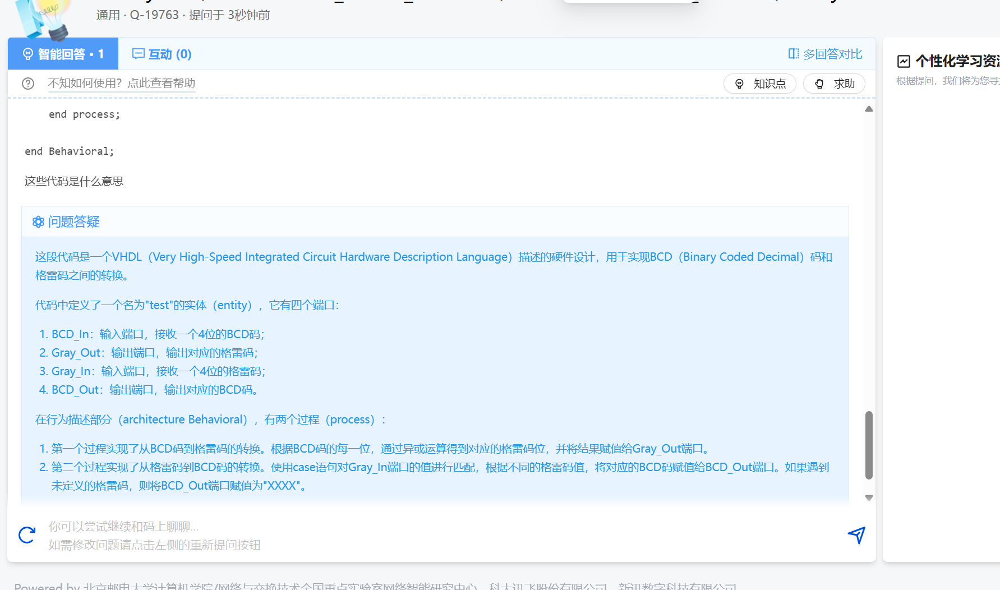 通用 · Q-19763 · 提问于 3秒钟前
智能回答 • 1
互动 (0)
多回答对比
不知如何使用？点此查看帮助
知识点
求助
end process;
end Behavioral;
这些代码是什么意思
问题答疑
这段代码是一个VHDL（Very High-Speed Integrated Circuit Hardware Description Language）描述的硬件设计，用于实现BCD（Binary Coded Decimal）码和
格雷码之间的转换。
代码中定义了一个名为"test"的实体（entity），它有四个端口：
1. BCD_In：输入端口，接收一个4位的BCD码；
2. Gray_Out：输出端口，输出对应的格雷码；
3. Gray_In：输入端口，接收一个4位的格雷码；
4. BCD_Out：输出端口，输出对应的BCD码。
在行为描述部分（architecture Behavioral），有两个过程（process）：
1. 第一个过程实现了从BCD码到格雷码的转换。根据BCD码的每一位，通过异或运算得到对应的格雷码位，并将结果赋值给Gray_Out端口。
2. 第二个过程实现了从格雷码到BCD码的转换。使用case语句对Gray_In端口的值进行匹配，根据不同的格雷码值，将对应的BCD码赋值给BCD_Out端口。如果遇到
未定义的格雷码，则将BCD_Out端口赋值为"XXXX"。
你可以尝试继续和码上聊聊...
如需修改问题请点击左侧的重新提问按钮
个性化学习资源
根据提问，我们将为您寻
Powered by 北京邮电大学计算机学院/网络与交换技术全国重点实验室网络智能研究中心、科大讯飞股份有限公司、新讯数字科技有限公司